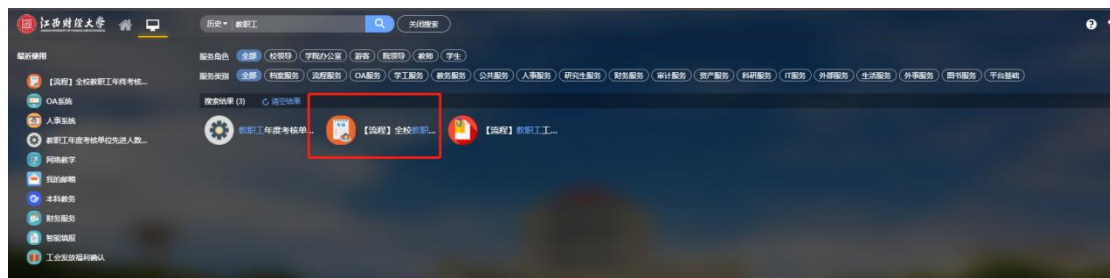 江西财经大学
历史 教职工 关闭搜索
最近使用
【流程】全校教职工年终考核...
OA系统
人事系统
教职工年度考核单位先进人数...
网络教学
我的邮箱
本科教务
财务服务
智能填报
工会发放福利确认
服务角色 全部 校领导 学院办公室 游客 院领导 教师 学生
服务类别 全部 档案服务 流程服务 OA服务 学工服务 教务服务 公共服务 人事服务 研究生服务 财务服务 审计服务 资产服务 科研服务 IT服务 外部服务 生活服务 外事服务 图书服务 平台基础
搜索结果 (3) 清空结果
教职工年度考核单...
【流程】全校教职...
【流程】教职工工...